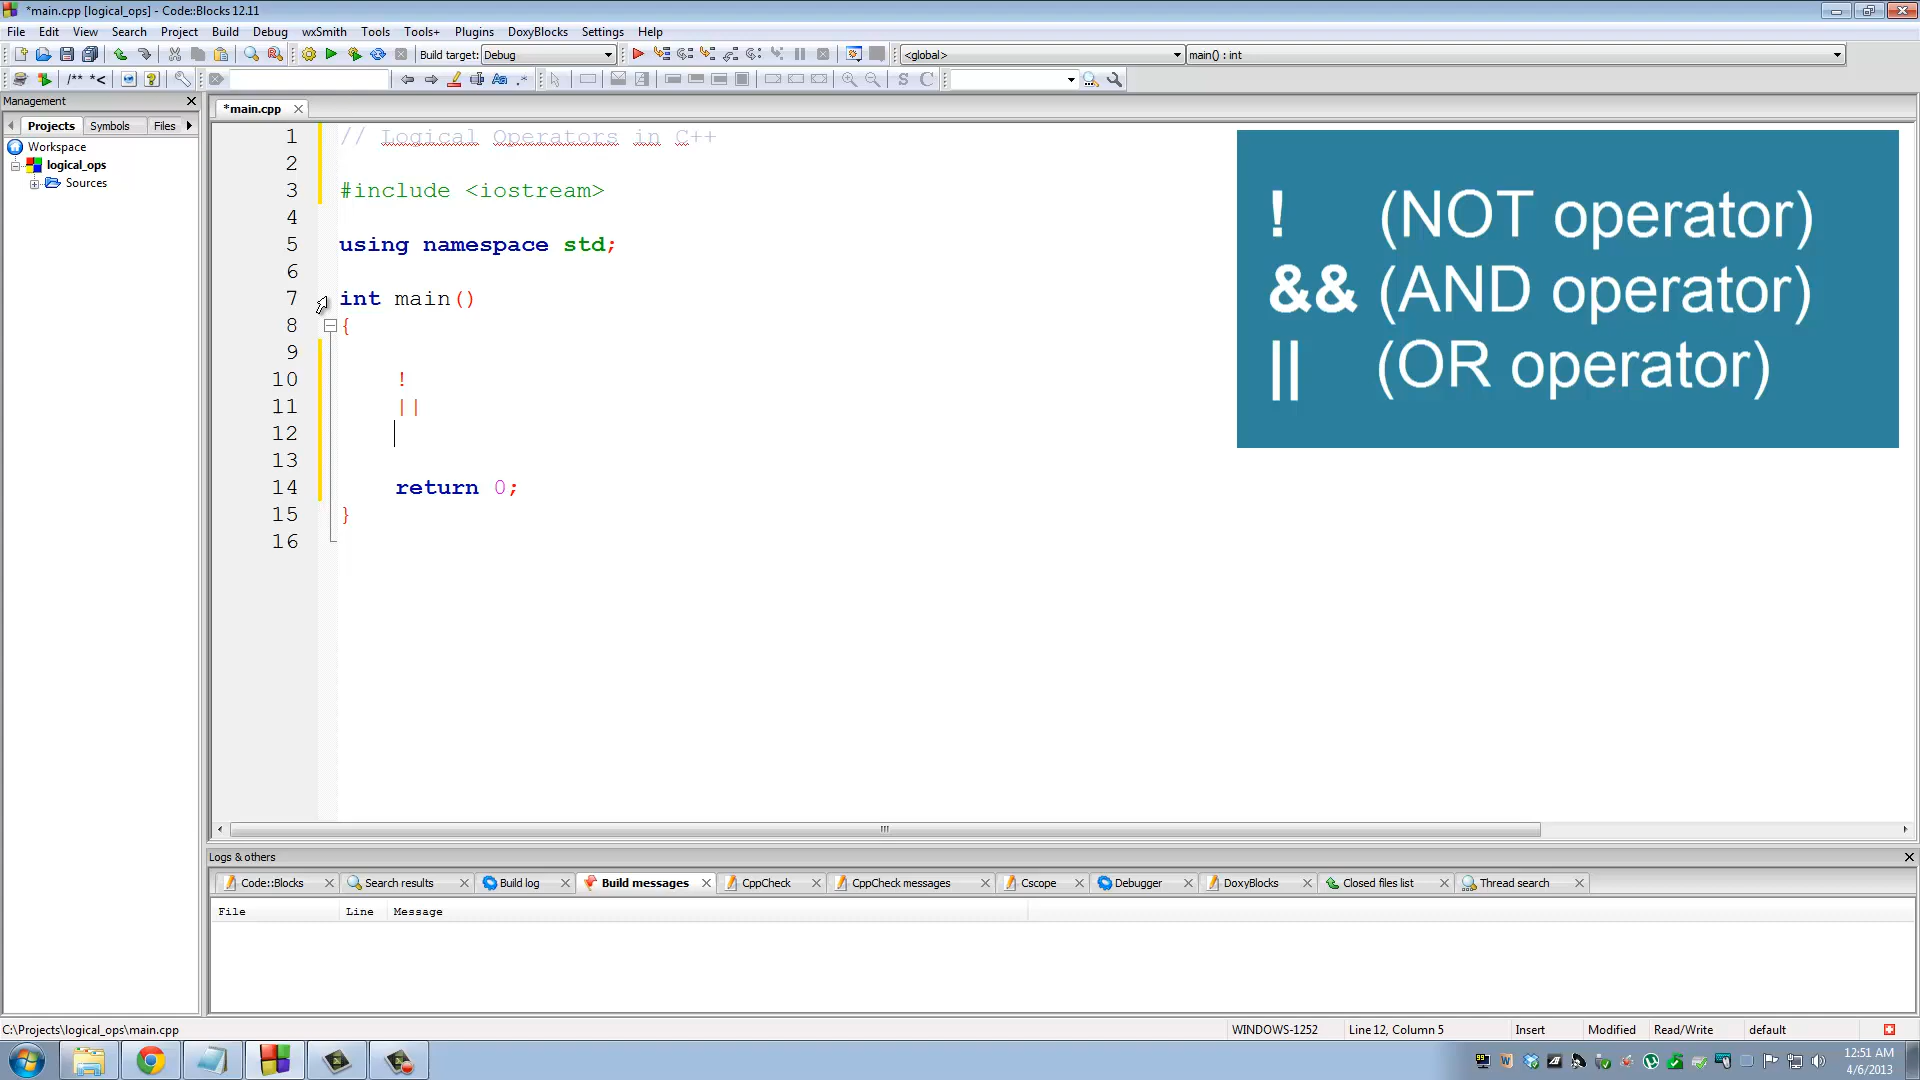 *main.cpp [logical_ops] - Code::Blocks 12.11
File Edit View Search Project Build Debug wxSmith Tools Tools+ Plugins DoxyBlocks Settings Help
Build target: Debug <global> main() : int
/** *< Aa .* S C
Management
Projects Symbols Files
Workspace
logical_ops
Sources
*main.cpp
1 // Logical Operators in C++
2
3 #include <iostream>
4
5 using namespace std;
6
7 int main()
8 {
9
10 !
11 ||
12
13
14 return 0;
15 }
16
! (NOT operator)
&& (AND operator)
|| (OR operator)
Logs & others
Code::Blocks Search results Build log Build messages CppCheck CppCheck messages Cscope Debugger DoxyBlocks Closed files list Thread search
File Line Message
C:\Projects\logical_ops\main.cpp WINDOWS-1252 Line 12, Column 5 Insert Modified Read/Write default
12:51 AM
4/6/2013